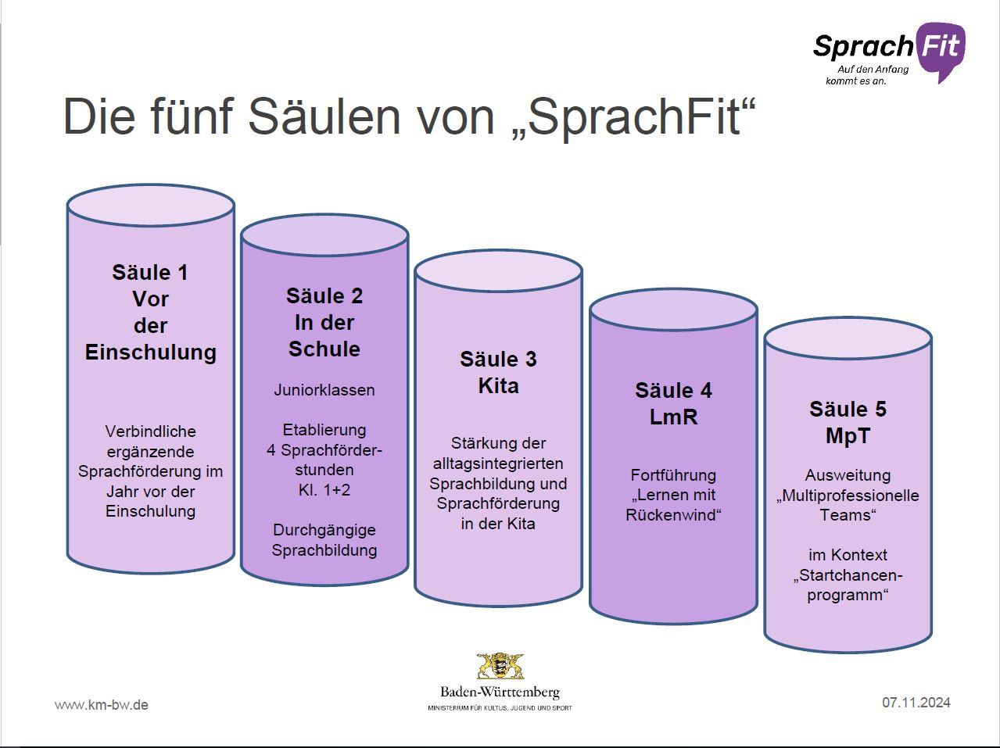 Sprach Fit
Auf den Anfang
kommt es an.
Die fünf Säulen von „SprachFit“
Säule 1
Vor
der
Einschulung
Verbindliche
ergänzende
Sprachförderung im
Jahr vor der
Einschulung
Säule 2
In der
Schule
Juniorklassen
Etablierung
4 Sprachförder-
stunden
Kl. 1+2
Durchgängige
Sprachbildung
Säule 3
Kita
Stärkung der
alltagsintegrierten
Sprachbildung und
Sprachförderung
in der Kita
Säule 4
LmR
Fortführung
„Lernen mit
Rückenwind“
Säule 5
MpT
Ausweitung
„Multiprofessionelle
Teams“
im Kontext
„Startchancen-
programm“
www.km-bw.de
Baden-Württemberg
MINISTERIUM FÜR KULTUS, JUGEND UND SPORT
07.11.2024